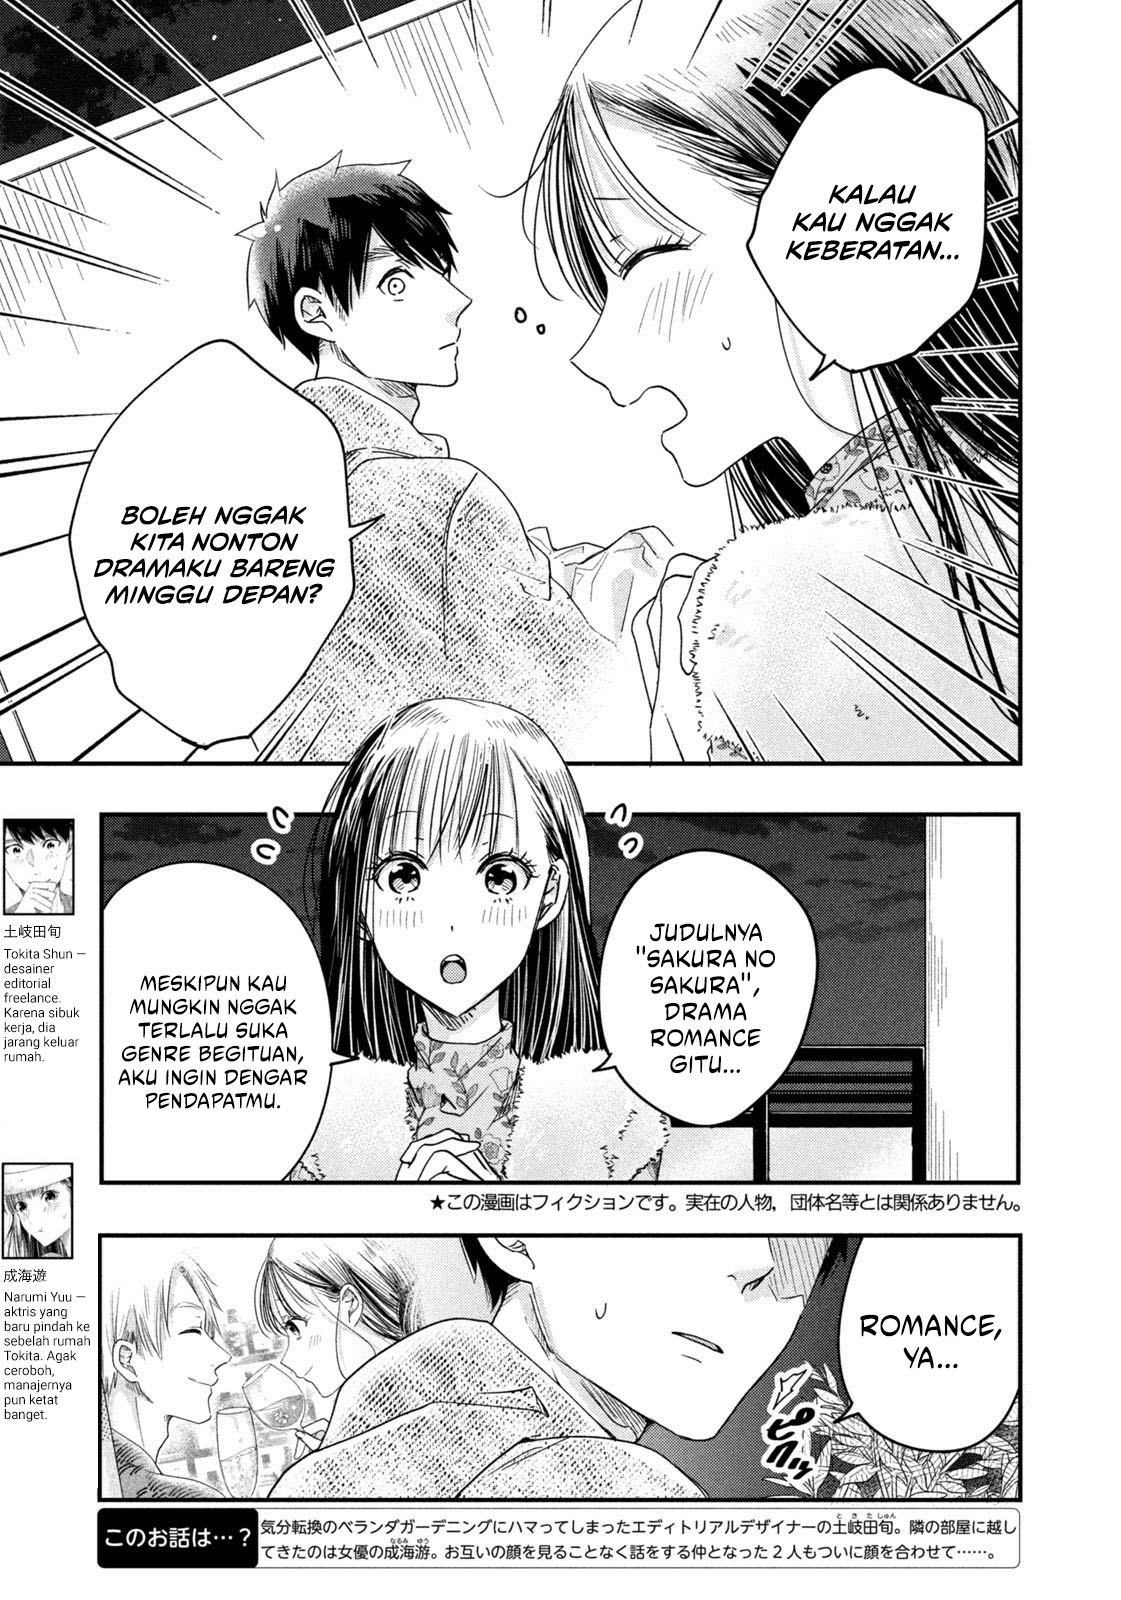 KALAU
KAU NGGAK
KEBERATAN...
BOLEH NGGAK
KITA NONTON
DRAMAKU BARENG
MINGGU DEPAN?
JUDULNYA
"SAKURA NO
SAKURA",
DRAMA
ROMANCE
GITU...
MESKIPUN KAU
MUNGKIN NGGAK
TERLALU SUKA
GENRE BEGITUAN,
AKU INGIN DENGAR
PENDAPATMU.
土岐田旬
Tokita Shun —
desainer
editorial
freelance.
Karena sibuk
kerja, dia
jarang keluar
rumah.
★この漫画はフィクションです。実在の人物，団体名等とは関係ありません。
成海遊
Narumi Yuu —
aktris yang
baru pindah ke
sebelah rumah
Tokita. Agak
ceroboh,
manajernya
pun ketat
banget.
ROMANCE,
YA...
ピクッ
このお話は…？
気分転換のベランダガーデニングにハマってしまったエディトリアルデザイナーの土岐田旬。隣の部屋に越し
てきたのは女優の成海遊。お互いの顔を見ることなく話をする仲となった2人もついに顔を合わせて……。